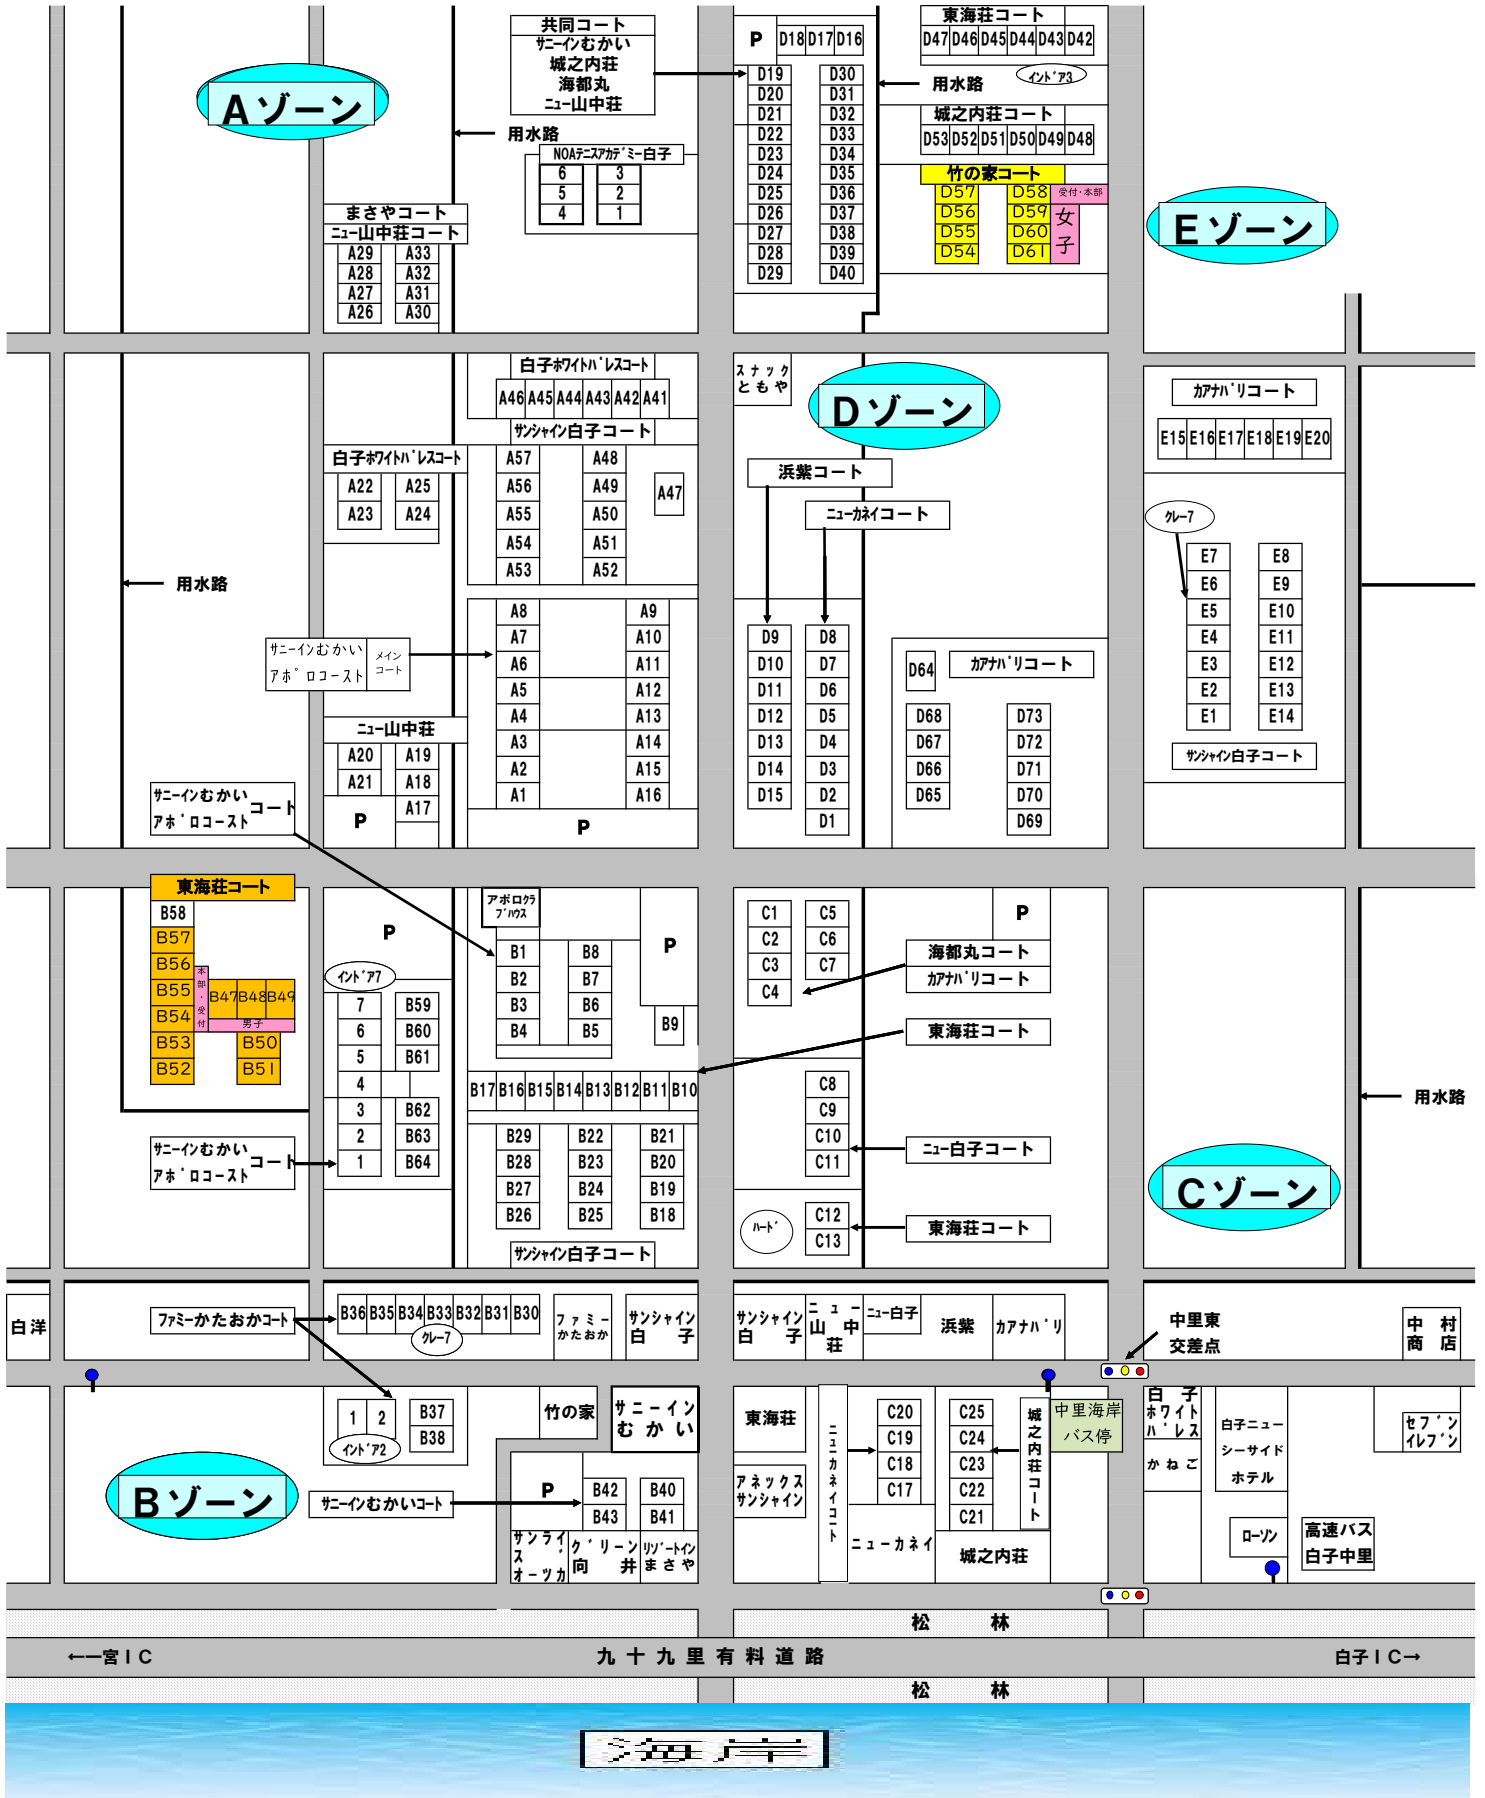 共同コート
サニーインむかい
城之内荘
海都丸
ニュー山中荘
P
D18 D17 D16
東海荘コート
D47 D46 D45 D44 D43 D42
インドア3
Aゾーン
用水路
D19 D30
D20 D31
D21 D32
D22 D33
D23 D34
D24 D35
D25 D36
D26 D37
D27 D38
D28 D39
D29 D40
用水路
城之内荘コート
D53 D52 D51 D50 D49 D48
NOAテニスアカデミー白子
6 3
5 2
4 1
竹の家コート
D57 D58 受付・本部
D56 D59
D55 D60
D54 D61
女子
Eゾーン
まさやコート
ニュー山中荘コート
A29 A33
A28 A32
A27 A31
A26 A30
白子ホワイトパレスコート
A46 A45 A44 A43 A42 A41
サンシャイン白子コート
A57 A48
A56 A49
A55 A50
A54 A51
A53 A52
A47
白子ホワイトパレスコート
A22 A25
A23 A24
スナック
ともや
Dゾーン
浜紫コート
ニューカネイコート
カアナパリコート
E15 E16 E17 E18 E19 E20
クレー7
E7 E8
E6 E9
E5 E10
E4 E11
E3 E12
E2 E13
E1 E14
サンシャイン白子コート
用水路
サニーインむかい
アポロコースト
メイン
コート
A8 A9
A7 A10
A6 A11
A5 A12
A4 A13
A3 A14
A2 A15
A1 A16
P
ニュー山中荘
A20 A19
A21 A18
A17
P
D9 D8
D10 D7
D11 D6
D12 D5
D13 D4
D14 D3
D15 D2
D1
D64
カアナパリコート
D68 D73
D67 D72
D66 D71
D65 D70
D69
サニーインむかい
アポロコースト
コート
東海荘コート
B58
B57
B56
B55
B54
B53
B52
本部・受付
B47 B48 B49
男子
B50
B51
P
インドア7
7 B59
6 B60
5 B61
4
3 B62
2 B63
1 B64
アポロクラ
ブハウス
B1 B8
B2 B7
B3 B6
B4 B5
P
B9
B17 B16 B15 B14 B13 B12 B11 B10
B29 B22 B21
B28 B23 B20
B27 B24 B19
B26 B25 B18
サンシャイン白子コート
サニーインむかい
アポロコースト
コート
C1 C5
C2 C6
C3 C7
C4
P
海都丸コート
カアナパリコート
東海荘コート
C8
C9
C10
C11
ニュー白子コート
ハード
C12
C13
東海荘コート
用水路
Cゾーン
白洋
ファミーかたおかコート
B36 B35 B34 B33 B32 B31 B30
クレー7
ファミー
かたおか
サンシャイン
白子
サンシャイン
白子
ニュー
山中
荘
ニュー白子
浜紫
カアナパリ
中里東
交差点
中村
商店
1 2
インドア2
B37
B38
竹の家
サニーイン
むかい
東海荘
ニュウカネイコート
C20
C19
C18
C17
C25
C24
C23
C22
C21
城之内荘コート
中里海岸
バス停
白子
ホワイト
パレス
かねご
白子ニュー
シーサイド
ホテル
セブン
イレブン
Bゾーン
サニーインむかいコート
P
B42 B40
B43 B41
アネックス
サンシャイン
サンライ
ズ
オーツカ
グリーン
向井
リゾートイン
まさや
ニューカネイ
城之内荘
ローソン
高速バス
白子中里
松林
←一宮IC
九十九里有料道路
白子IC→
松林
海岸